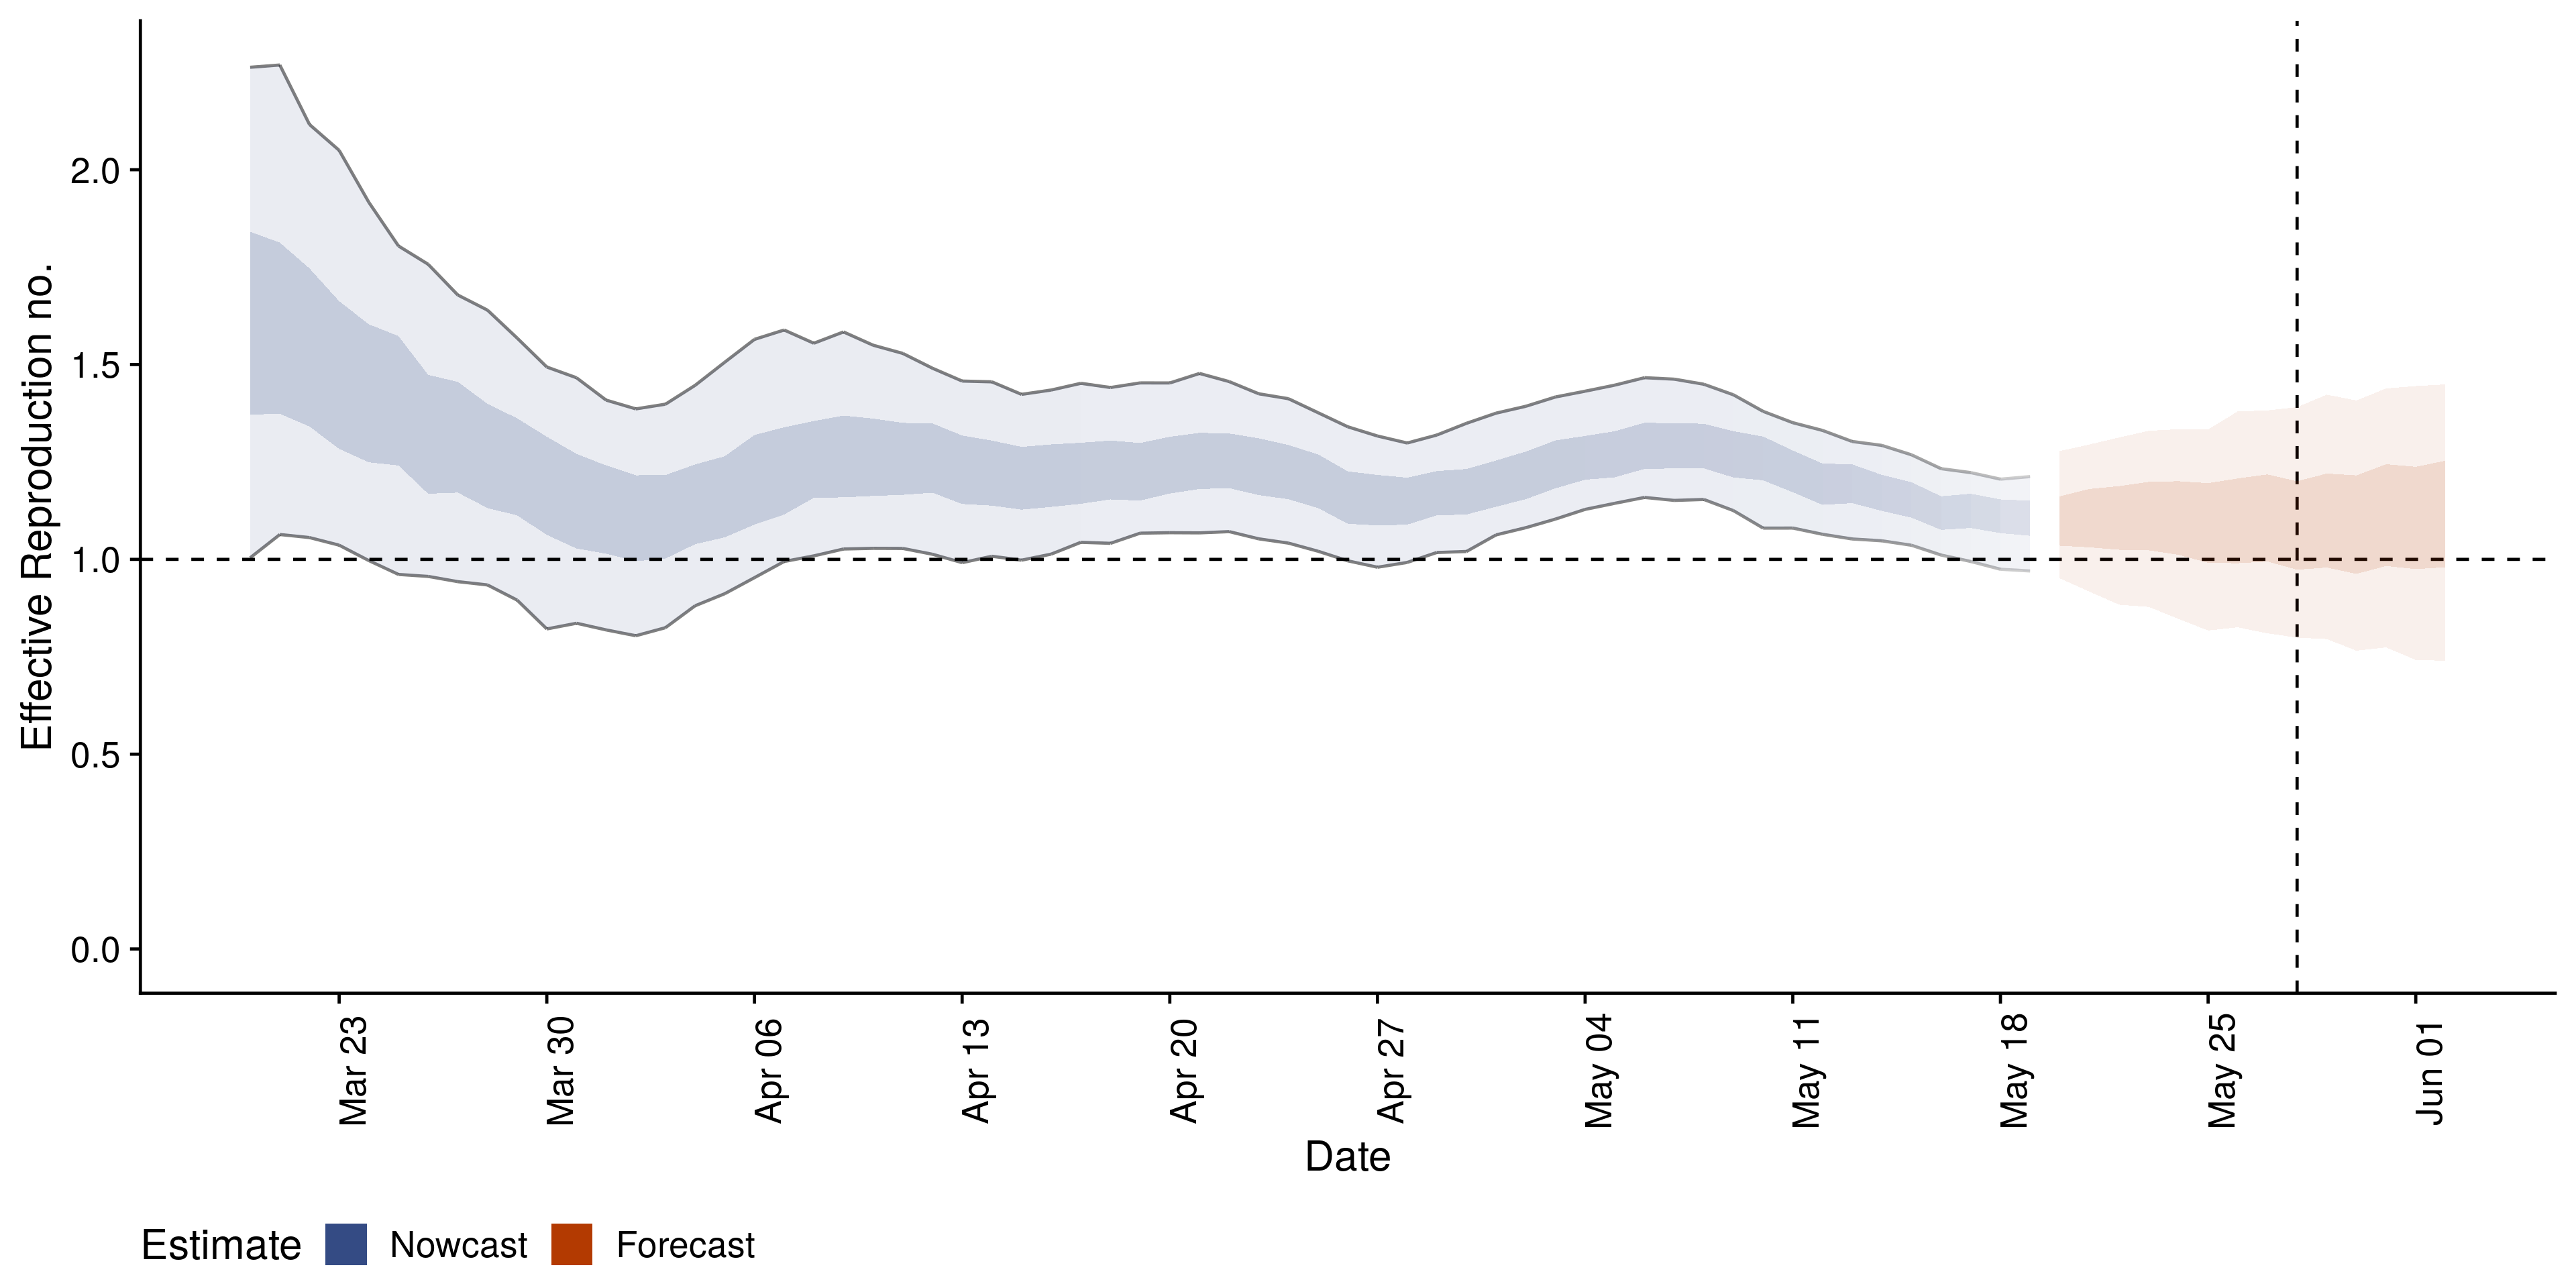 Effective Reproduction no.
2.0
1.5
1.0
0.5
0.0
Mar 23
Mar 30
Apr 06
Apr 13
Apr 20
Apr 27
May 04
May 11
May 18
May 25
Jun 01
Date
Estimate Nowcast Forecast